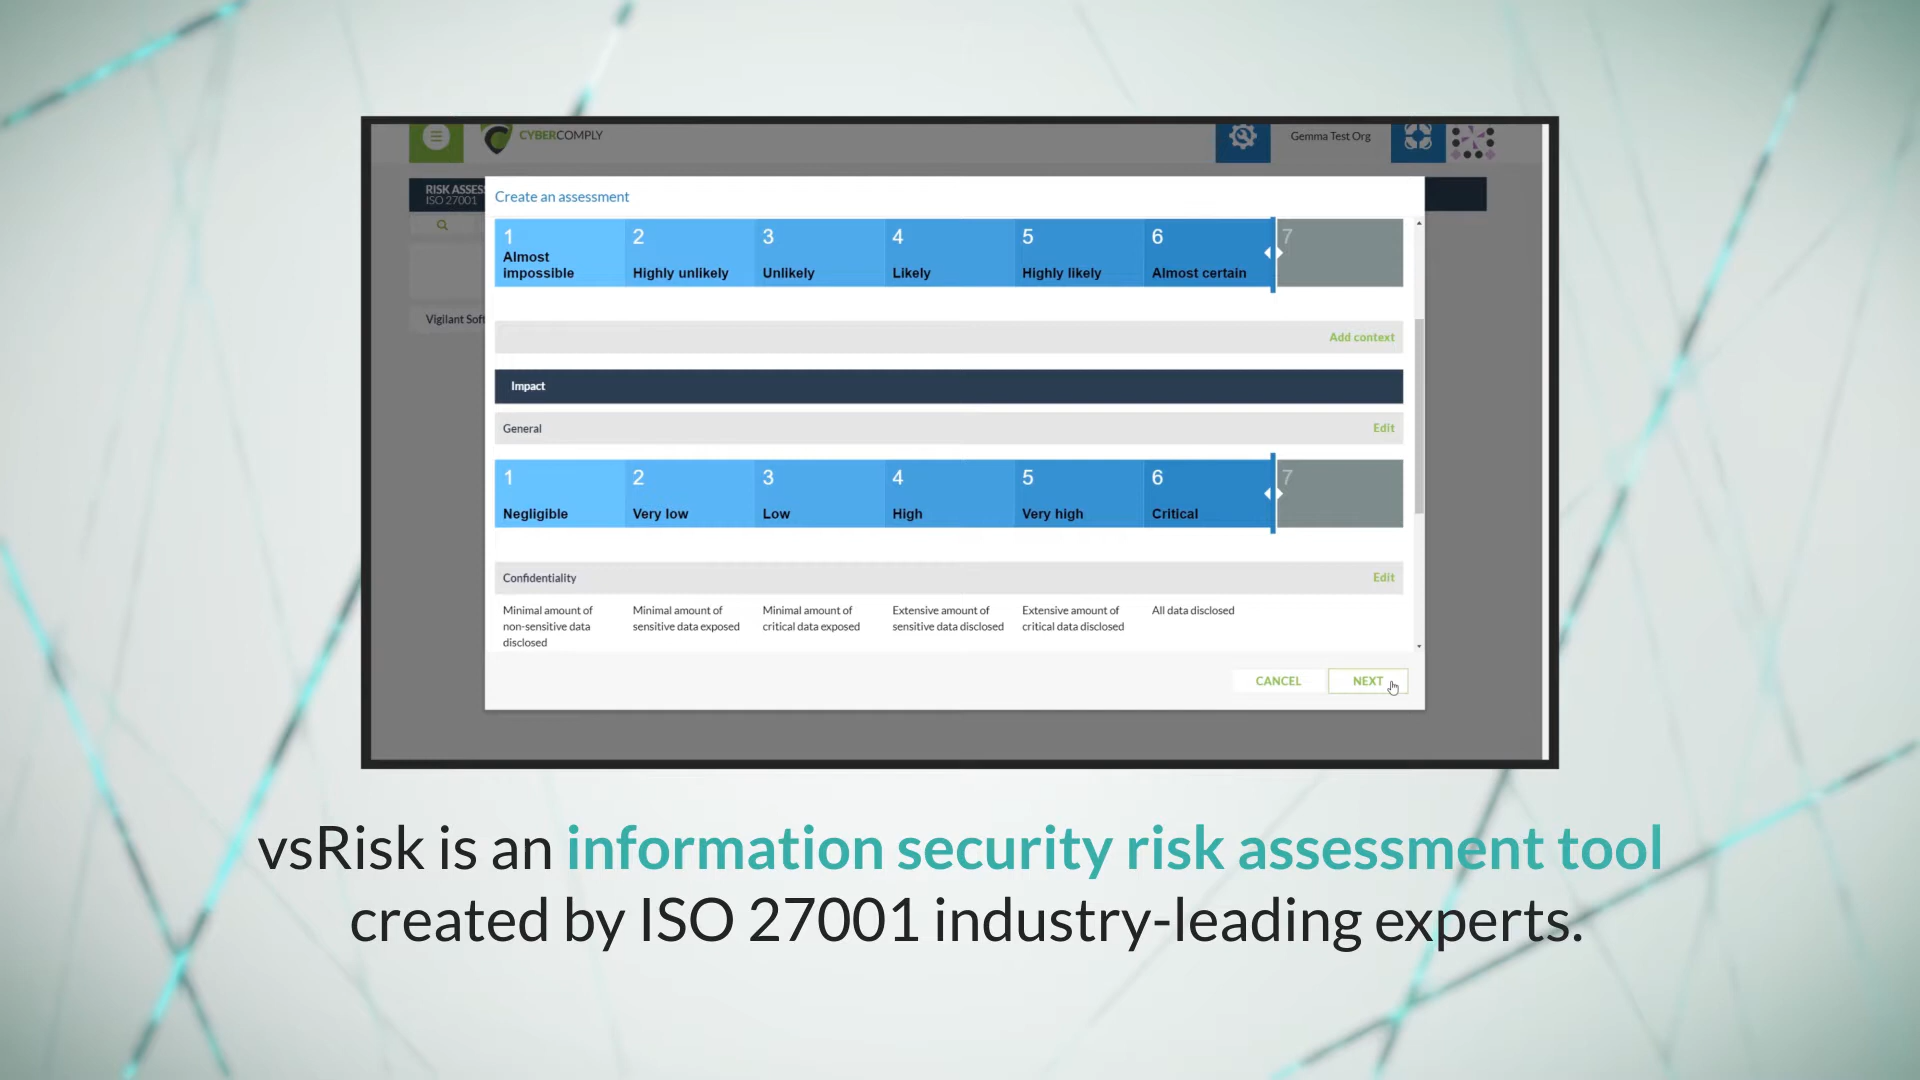 CYBERCOMPLY
Gemma Test Org
RISK ASSES
ISO 27001
Create an assessment
1 2 3 4 5 6 7
Almost impossible Highly unlikely Unlikely Likely Highly likely Almost certain
Vigilant Soft
Add context
Impact
General Edit
1 2 3 4 5 6 7
Negligible Very low Low High Very high Critical
Confidentiality Edit
Minimal amount of Minimal amount of Minimal amount of Extensive amount of Extensive amount of All data disclosed
non-sensitive data sensitive data exposed critical data exposed sensitive data disclosed critical data disclosed
disclosed
CANCEL NEXT
vsRisk is an information security risk assessment tool
created by ISO 27001 industry-leading experts.